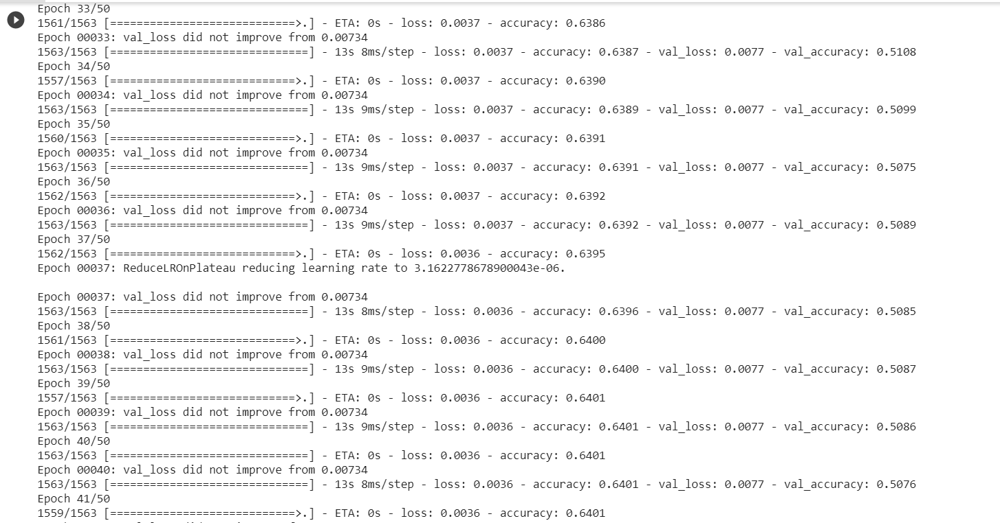 Epoch 33/50
1561/1563 [============================>.] - ETA: 0s - loss: 0.0037 - accuracy: 0.6386
Epoch 00033: val_loss did not improve from 0.00734
1563/1563 [==============================] - 13s 8ms/step - loss: 0.0037 - accuracy: 0.6387 - val_loss: 0.0077 - val_accuracy: 0.5108
Epoch 34/50
1557/1563 [============================>.] - ETA: 0s - loss: 0.0037 - accuracy: 0.6390
Epoch 00034: val_loss did not improve from 0.00734
1563/1563 [==============================] - 13s 9ms/step - loss: 0.0037 - accuracy: 0.6389 - val_loss: 0.0077 - val_accuracy: 0.5099
Epoch 35/50
1560/1563 [============================>.] - ETA: 0s - loss: 0.0037 - accuracy: 0.6391
Epoch 00035: val_loss did not improve from 0.00734
1563/1563 [==============================] - 13s 9ms/step - loss: 0.0037 - accuracy: 0.6391 - val_loss: 0.0077 - val_accuracy: 0.5075
Epoch 36/50
1562/1563 [============================>.] - ETA: 0s - loss: 0.0037 - accuracy: 0.6392
Epoch 00036: val_loss did not improve from 0.00734
1563/1563 [==============================] - 13s 9ms/step - loss: 0.0037 - accuracy: 0.6392 - val_loss: 0.0077 - val_accuracy: 0.5089
Epoch 37/50
1562/1563 [============================>.] - ETA: 0s - loss: 0.0036 - accuracy: 0.6395
Epoch 00037: ReduceLROnPlateau reducing learning rate to 3.1622778678900043e-06.
Epoch 00037: val_loss did not improve from 0.00734
1563/1563 [==============================] - 13s 8ms/step - loss: 0.0036 - accuracy: 0.6396 - val_loss: 0.0077 - val_accuracy: 0.5085
Epoch 38/50
1561/1563 [============================>.] - ETA: 0s - loss: 0.0036 - accuracy: 0.6400
Epoch 00038: val_loss did not improve from 0.00734
1563/1563 [==============================] - 13s 9ms/step - loss: 0.0036 - accuracy: 0.6400 - val_loss: 0.0077 - val_accuracy: 0.5087
Epoch 39/50
1557/1563 [============================>.] - ETA: 0s - loss: 0.0036 - accuracy: 0.6401
Epoch 00039: val_loss did not improve from 0.00734
1563/1563 [==============================] - 13s 9ms/step - loss: 0.0036 - accuracy: 0.6401 - val_loss: 0.0077 - val_accuracy: 0.5086
Epoch 40/50
1563/1563 [==============================] - ETA: 0s - loss: 0.0036 - accuracy: 0.6401
Epoch 00040: val_loss did not improve from 0.00734
1563/1563 [==============================] - 13s 8ms/step - loss: 0.0036 - accuracy: 0.6401 - val_loss: 0.0077 - val_accuracy: 0.5076
Epoch 41/50
1559/1563 [============================>.] - ETA: 0s - loss: 0.0036 - accuracy: 0.6401